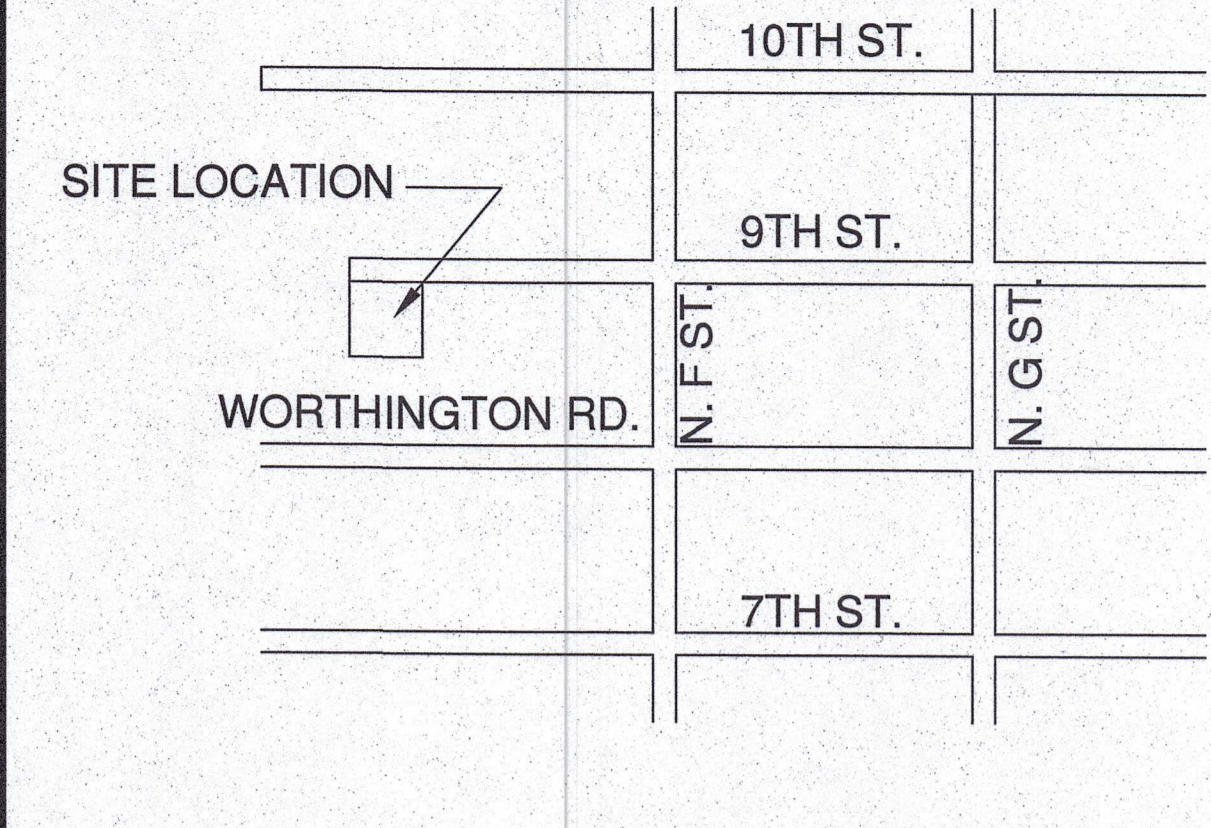 10TH ST.
SITE LOCATION
9TH ST.
N. F ST.
N. G ST.
WORTHINGTON RD.
7TH ST.